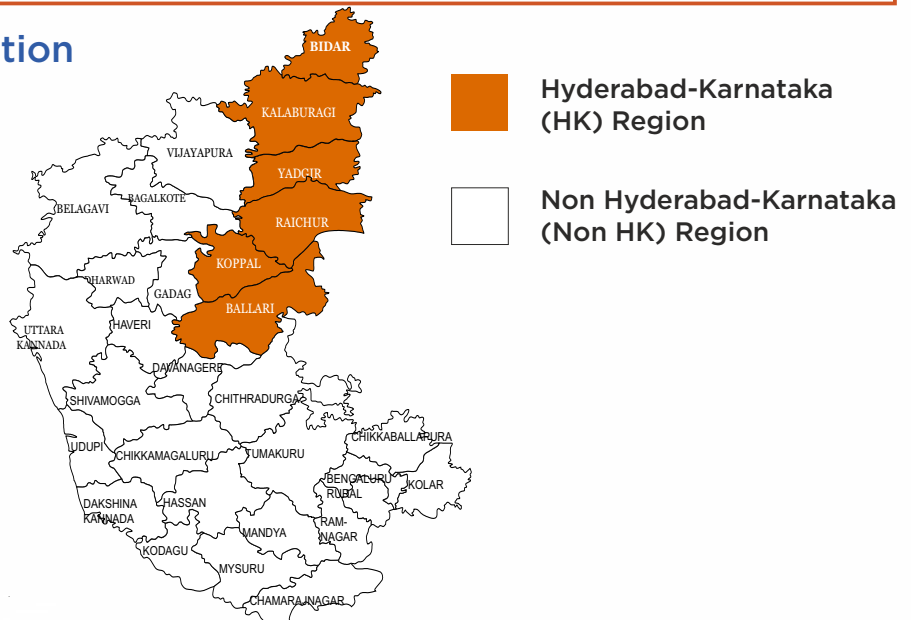 tion
BIDAR
Hyderabad-Karnataka
(HK) Region
KALABURAGI
VIJAYAPURA
YADGIR
BAGALKOTE
BELAGAVI
Non Hyderabad-Karnataka
(Non HK) Region
RAICHUR
KOPPAL
DHARWAD
GADAG
BALLARI
UTTARA
KANNADA
HAVERI
DAVANAGERE
SHIVAMOGGA
CHITHRADURGA
UDUPI
CHIKKAMAGALURU
TUMAKURU
CHIKKABALLAPURA
BENGALURU
RURAL
KOLAR
DAKSHINA
KANNADA
HASSAN
RAM-
NAGAR
MANDYA
KODAGU
MYSURU
CHAMARAJNAGAR